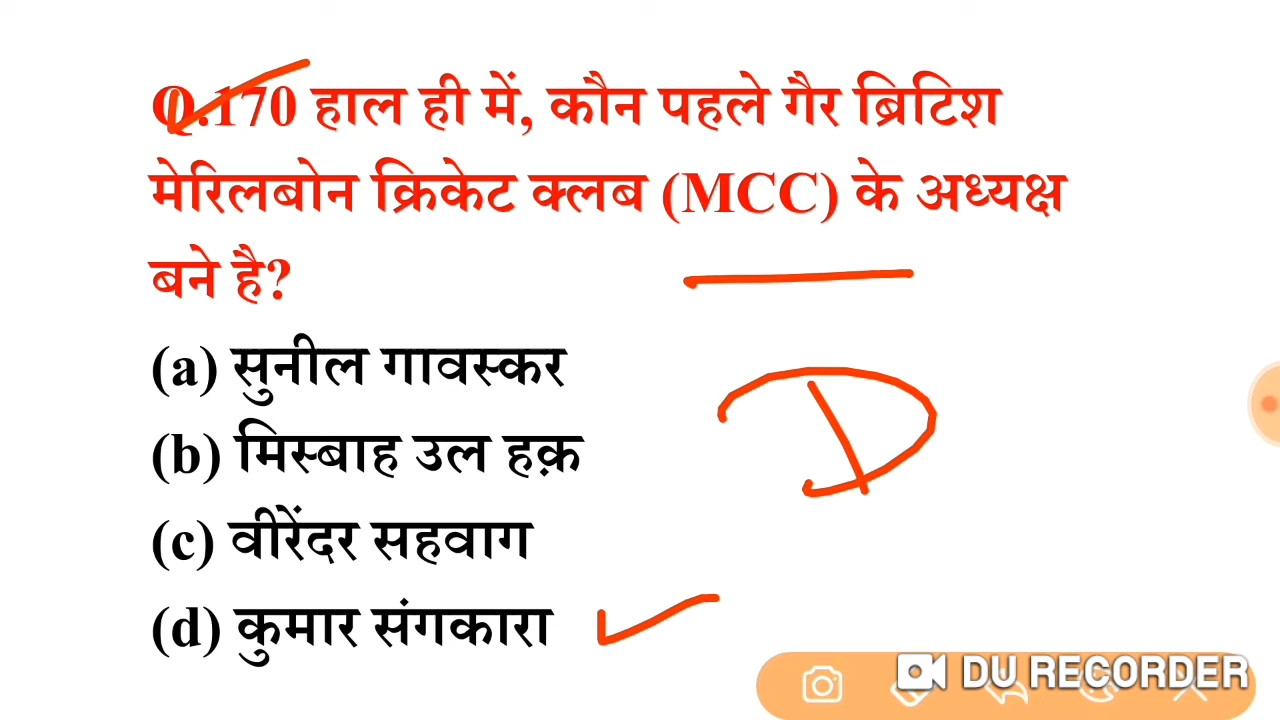 Q.170 हाल ही में, कौन पहले गैर ब्रिटिश
मेरिलबोन क्रिकेट क्लब (MCC) के अध्यक्ष
बने है?
(a) सुनील गावस्कर
(b) मिस्बाह उल हक़
(c) वीरेंदर सहवाग
(d) कुमार संगकारा
D
DU RECORDER